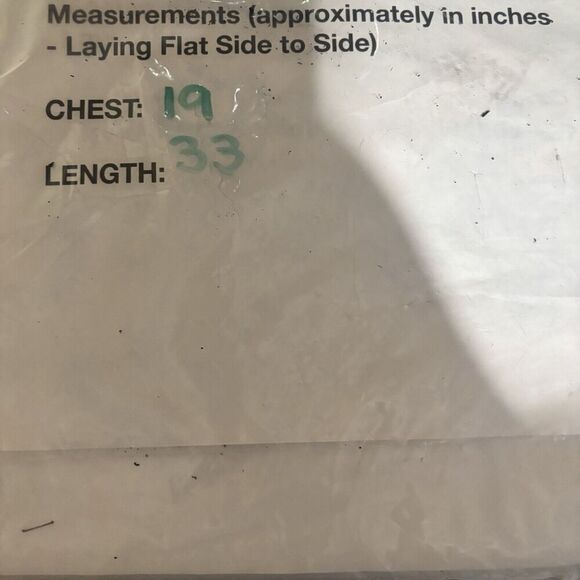 Measurements (approximately in inches
- Laying Flat Side to Side)
CHEST: 19
LENGTH: 33